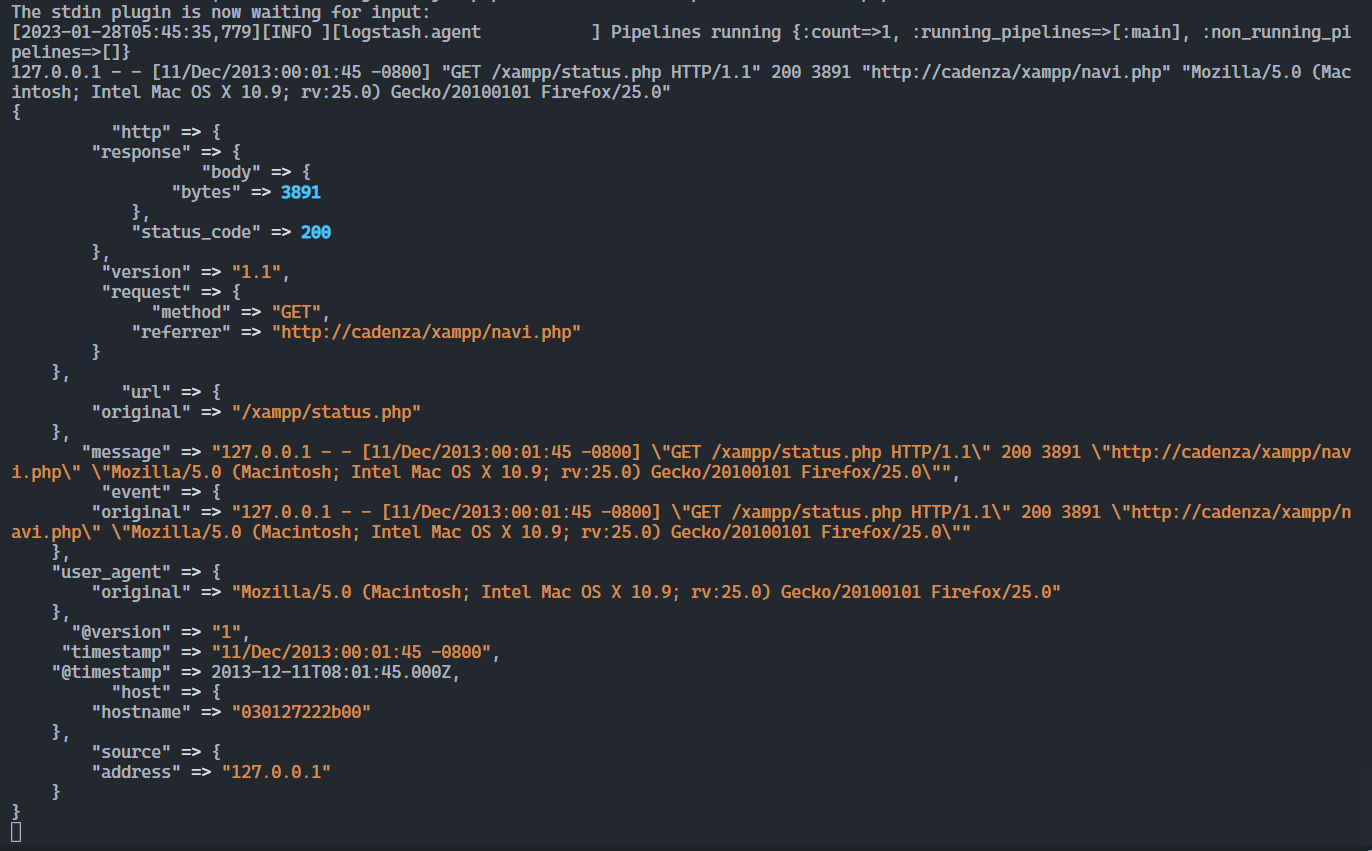 The stdin plugin is now waiting for input:
[2023-01-28T05:45:35,779][INFO ][logstash.agent           ] Pipelines running {:count=>1, :running_pipelines=>[:main], :non_running_pi
pelines=>[]}
127.0.0.1 - - [11/Dec/2013:00:01:45 -0800] "GET /xampp/status.php HTTP/1.1" 200 3891 "http://cadenza/xampp/navi.php" "Mozilla/5.0 (Mac
intosh; Intel Mac OS X 10.9; rv:25.0) Gecko/20100101 Firefox/25.0"
{
          "http" => {
        "response" => {
                   "body" => {
                "bytes" => 3891
            },
            "status_code" => 200
        },
         "version" => "1.1",
         "request" => {
              "method" => "GET",
            "referrer" => "http://cadenza/xampp/navi.php"
        }
    },
           "url" => {
        "original" => "/xampp/status.php"
    },
       "message" => "127.0.0.1 - - [11/Dec/2013:00:01:45 -0800] \"GET /xampp/status.php HTTP/1.1\" 200 3891 \"http://cadenza/xampp/nav
i.php\" \"Mozilla/5.0 (Macintosh; Intel Mac OS X 10.9; rv:25.0) Gecko/20100101 Firefox/25.0\"",
         "event" => {
        "original" => "127.0.0.1 - - [11/Dec/2013:00:01:45 -0800] \"GET /xampp/status.php HTTP/1.1\" 200 3891 \"http://cadenza/xampp/n
avi.php\" \"Mozilla/5.0 (Macintosh; Intel Mac OS X 10.9; rv:25.0) Gecko/20100101 Firefox/25.0\""
    },
    "user_agent" => {
        "original" => "Mozilla/5.0 (Macintosh; Intel Mac OS X 10.9; rv:25.0) Gecko/20100101 Firefox/25.0"
    },
      "@version" => "1",
     "timestamp" => "11/Dec/2013:00:01:45 -0800",
    "@timestamp" => 2013-12-11T08:01:45.000Z,
          "host" => {
        "hostname" => "030127222b00"
    },
        "source" => {
        "address" => "127.0.0.1"
    }
}